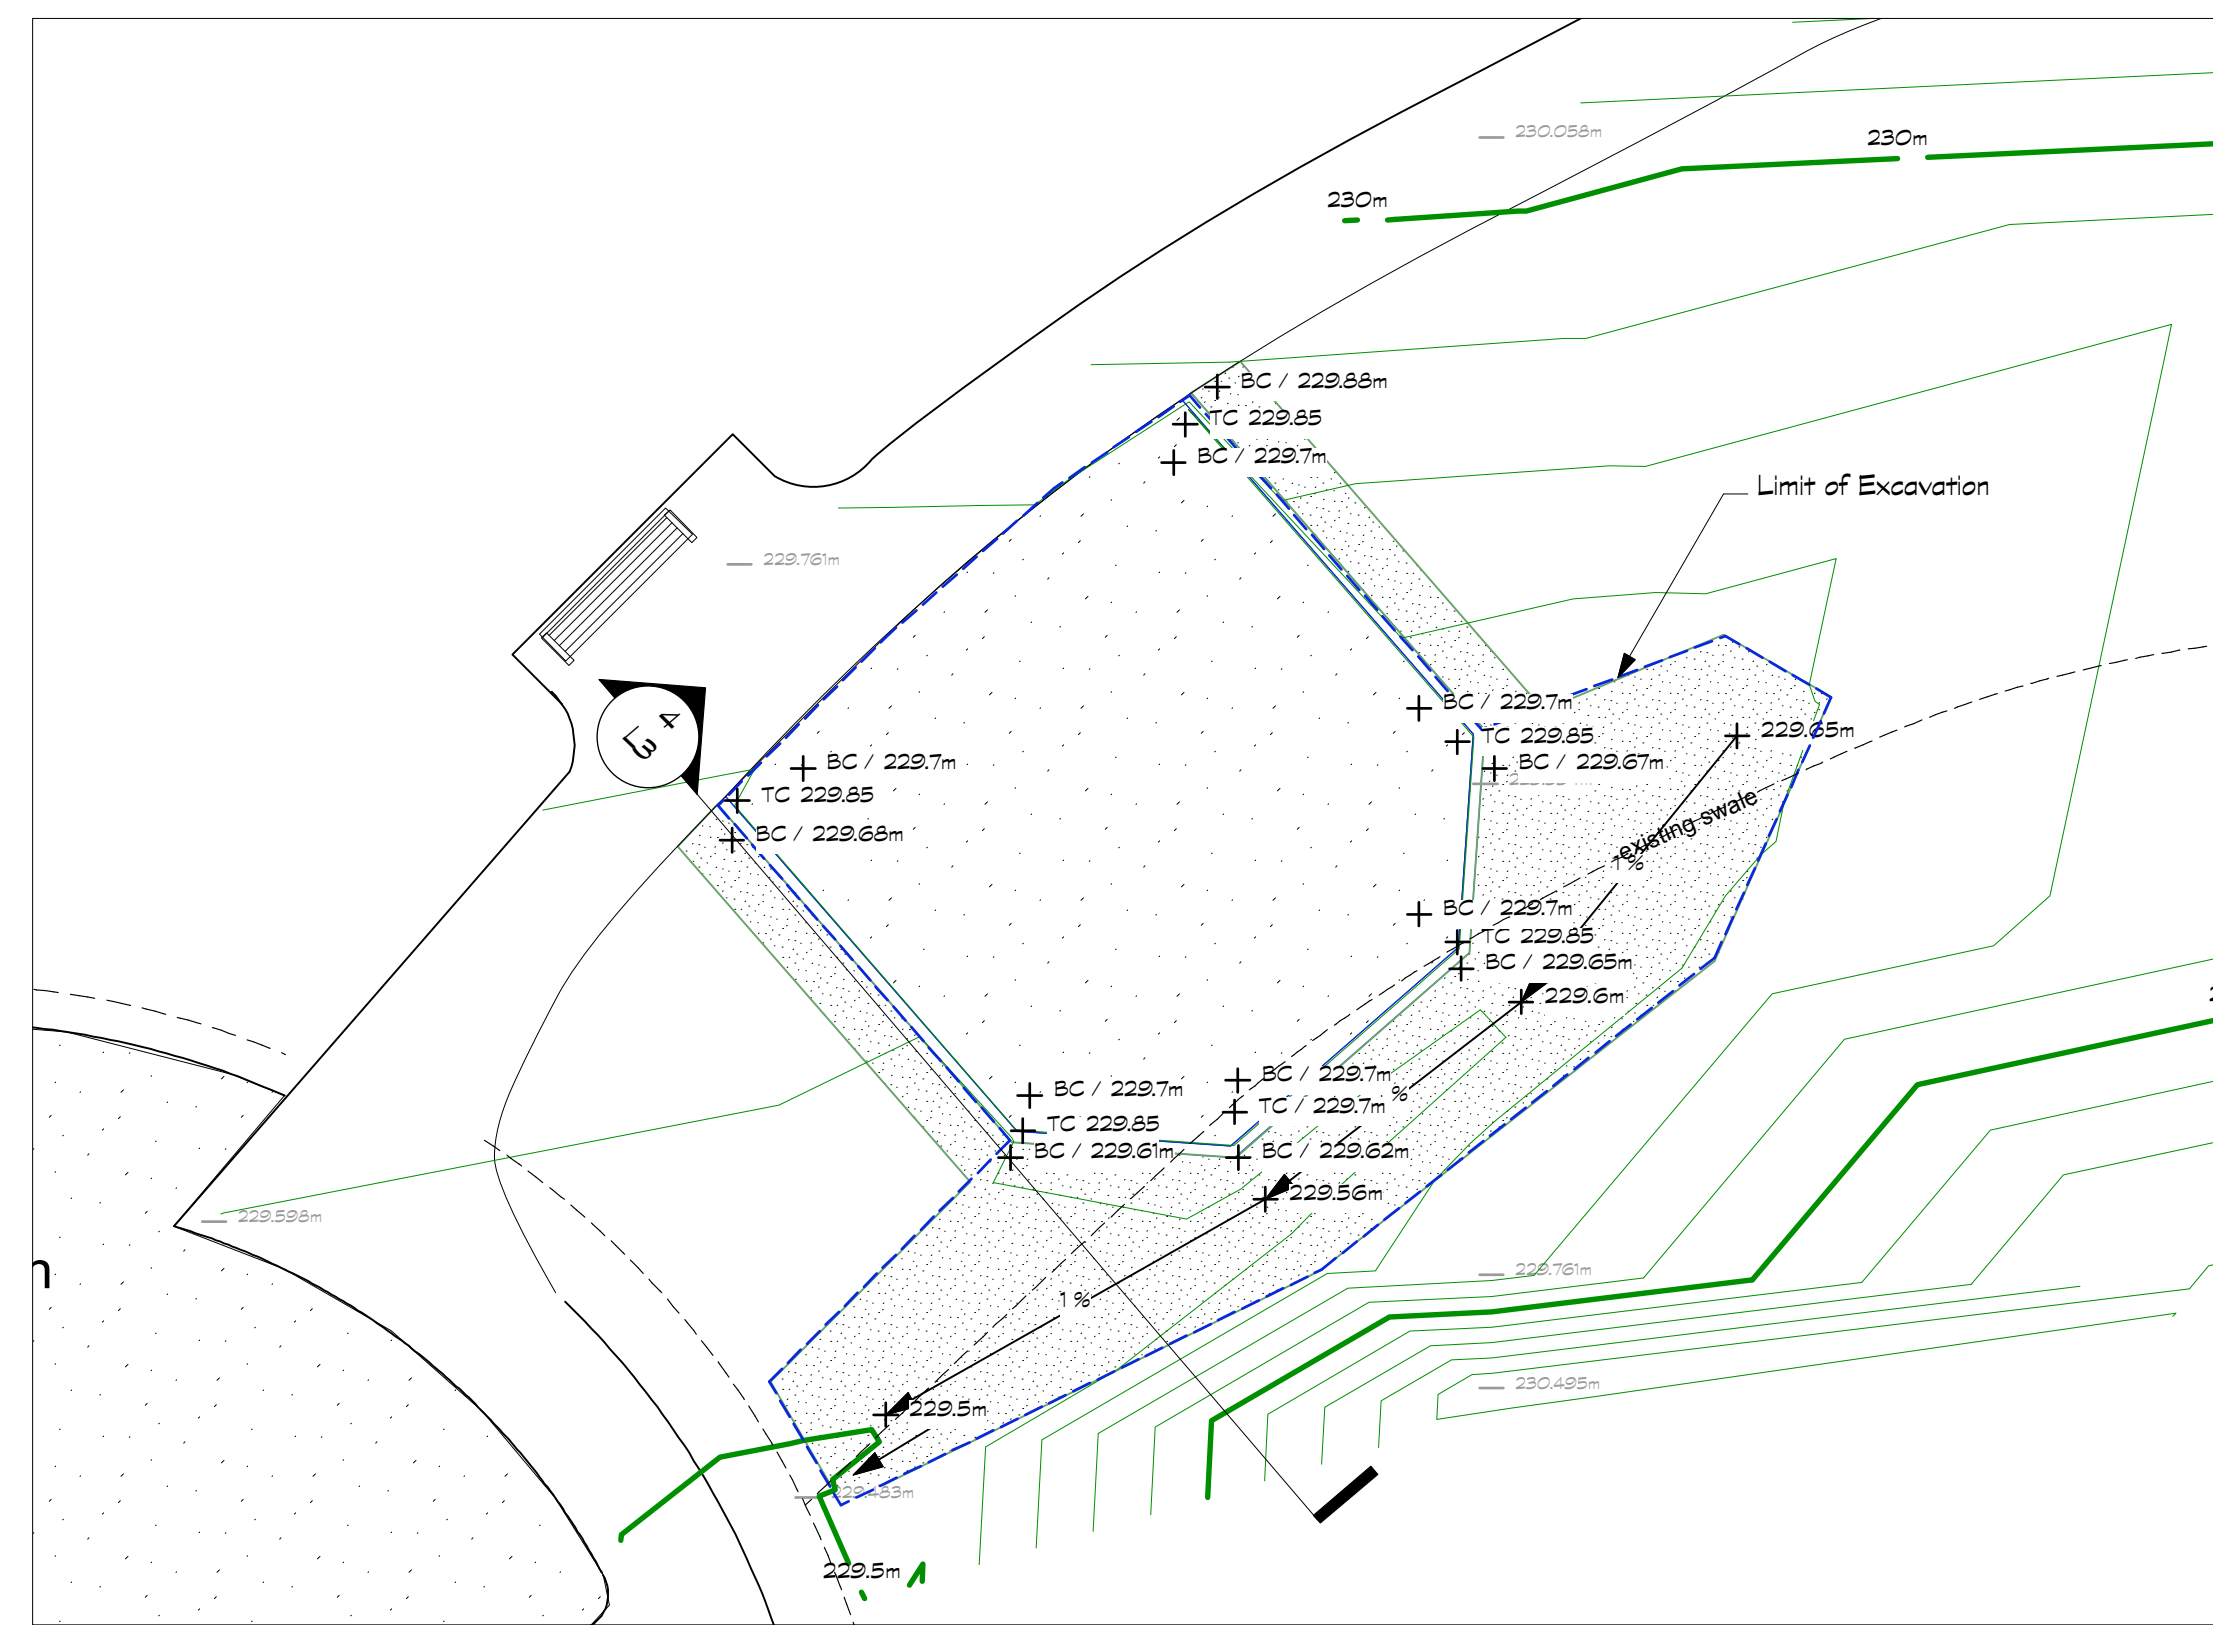 230.058m
230m
230m
BC / 229.88m
TC 229.85
BC / 229.7m
Limit of Excavation
229.761m
BC / 229.7m
4
L3
TC 229.85
229.65m
BC / 229.7m
BC / 229.67m
TC 229.85
existing swale
BC / 229.68m
1%
BC / 229.7m
TC 229.85
BC / 229.65m
229.6m
BC / 229.7m
BC / 229.7m
%
TC / 229.7m
TC 229.85
BC / 229.61m
BC / 229.62m
229.56m
229.598m
n
229.761m
1%
230.495m
229.5m
229.483m
229.5m